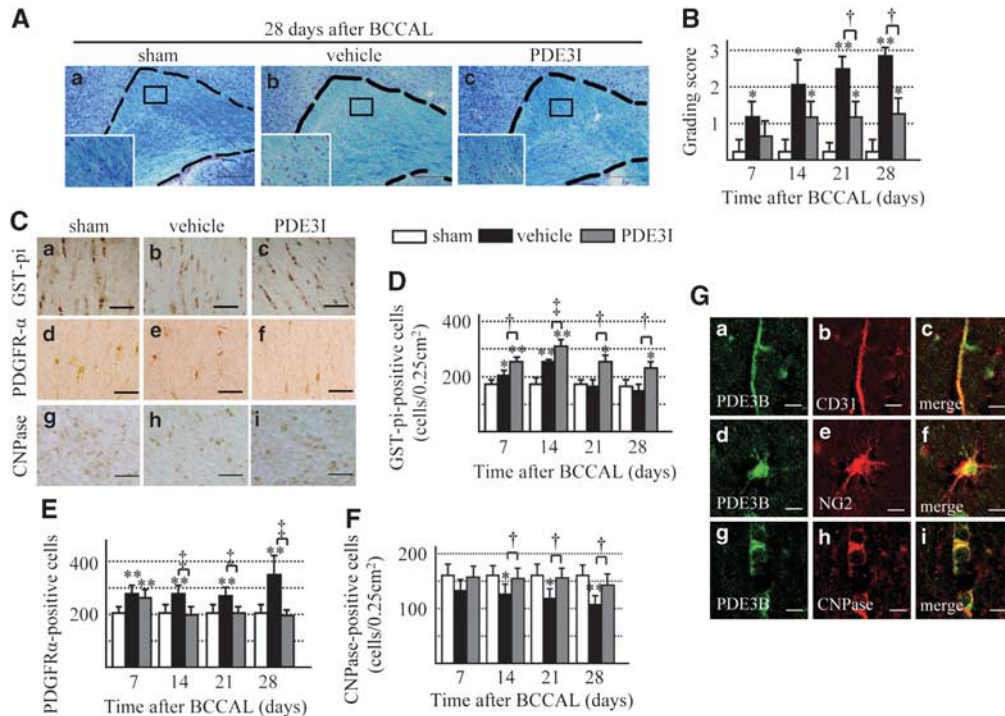 A
28 days after BCCAL
sham vehicle PDE3I
a b c
B
Grading score
3
2
1
* ** † ** †
* * * *
7 14 21 28
Time after BCCAL (days)
C
sham vehicle PDE3I
GST-pi
a b c
PDGFR-α
d e f
CNPase
g h i
sham vehicle PDE3I
D
GST-pi-positive cells
(cells/0.25cm²)
400
200
0
† ‡ † †
* ** ** ** * *
7 14 21 28
Time after BCCAL (days)
E
PDGFRα-positive cells
400
200
0
‡ ‡ ‡
** ** ** ** **
7 14 21 28
Time after BCCAL (days)
F
CNPase-positive cells
(cells/0.25cm²)
200
100
0
† † †
* * **
7 14 21 28
Time after BCCAL (days)
G
a b c
PDE3B CD31 merge
d e f
PDE3B NG2 merge
g h i
PDE3B CNPase merge